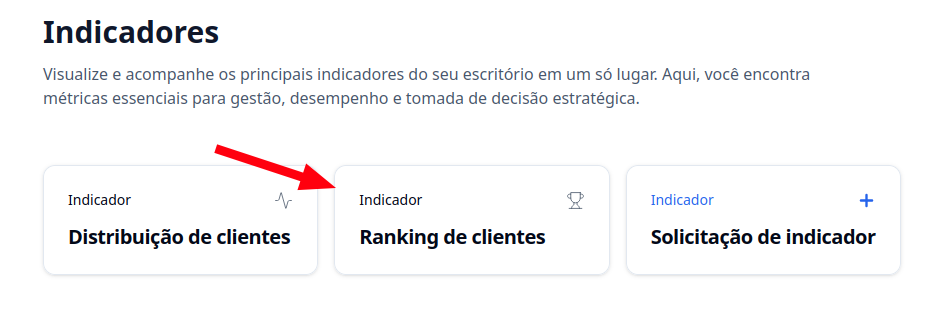 Indicadores
Visualize e acompanhe os principais indicadores do seu escritório em um só lugar. Aqui, você encontra
métricas essenciais para gestão, desempenho e tomada de decisão estratégica.
Indicador
Distribuição de clientes
Indicador
Ranking de clientes
Indicador
Solicitação de indicador